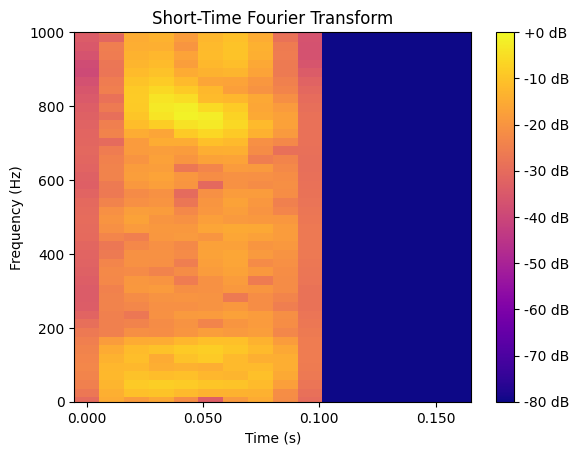 Short-Time Fourier Transform
1000
800
600
400
200
0
Frequency (Hz)
0.000
0.050
0.100
0.150
Time (s)
+0 dB
-10 dB
-20 dB
-30 dB
-40 dB
-50 dB
-60 dB
-70 dB
-80 dB